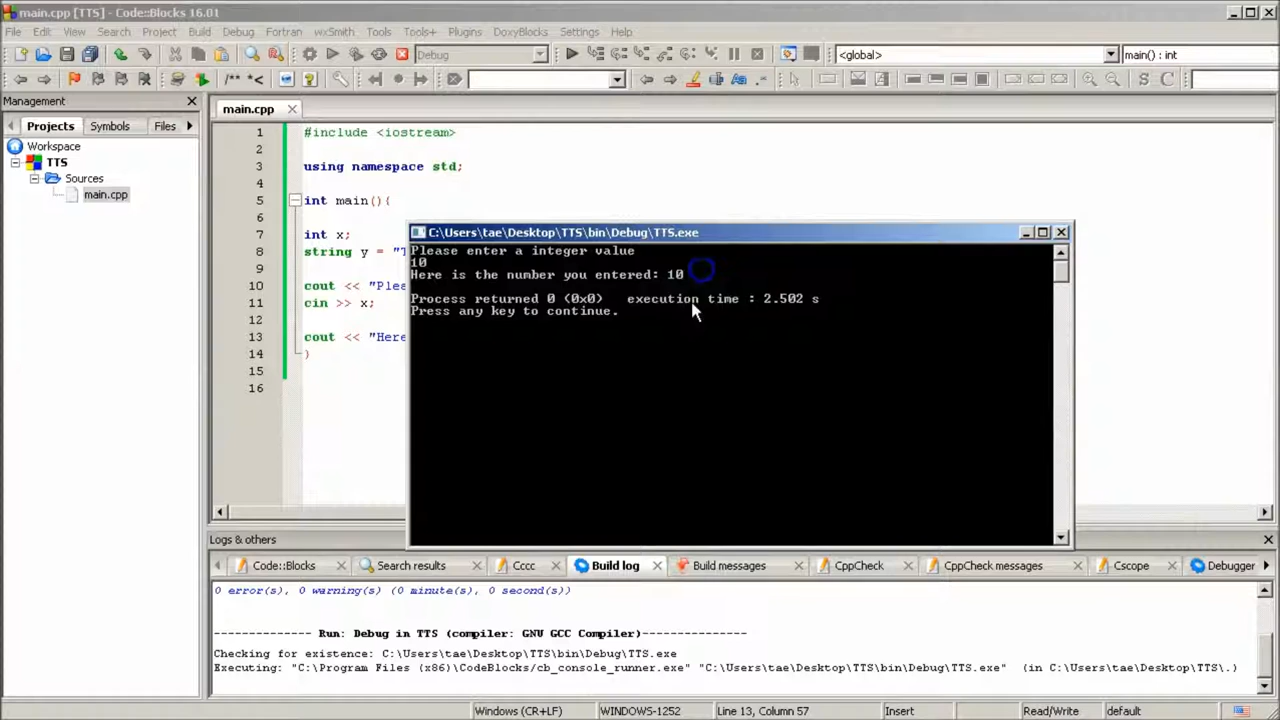 main.cpp [TTS] - Code::Blocks 16.01
File Edit View Search Project Build Debug Fortran wxSmith Tools Tools+ Plugins DoxyBlocks Settings Help
Debug <global> main() : int
/** *<
Management
Projects Symbols Files
Workspace
TTS
Sources
main.cpp
main.cpp
1 #include <iostream>
2
3 using namespace std;
4
5 int main(){
6
7 int x;
8 string y = "T
9
10 cout << "Plea
11 cin >> x;
12
13 cout << "Here
14 }
15
16
C:\Users\tae\Desktop\TTS\bin\Debug\TTS.exe
Please enter a integer value
10
Here is the number you entered: 10
Process returned 0 (0x0) execution time : 2.502 s
Press any key to continue.
Logs & others
Code::Blocks Search results Cccc Build log Build messages CppCheck CppCheck messages Cscope Debugger
0 error(s), 0 warning(s) (0 minute(s), 0 second(s))
-------------- Run: Debug in TTS (compiler: GNU GCC Compiler)---------------
Checking for existence: C:\Users\tae\Desktop\TTS\bin\Debug\TTS.exe
Executing: "C:\Program Files (x86)\CodeBlocks/cb_console_runner.exe" "C:\Users\tae\Desktop\TTS\bin\Debug\TTS.exe" (in C:\Users\tae\Desktop\TTS\.)
Windows (CR+LF) WINDOWS-1252 Line 13, Column 57 Insert Read/Write default